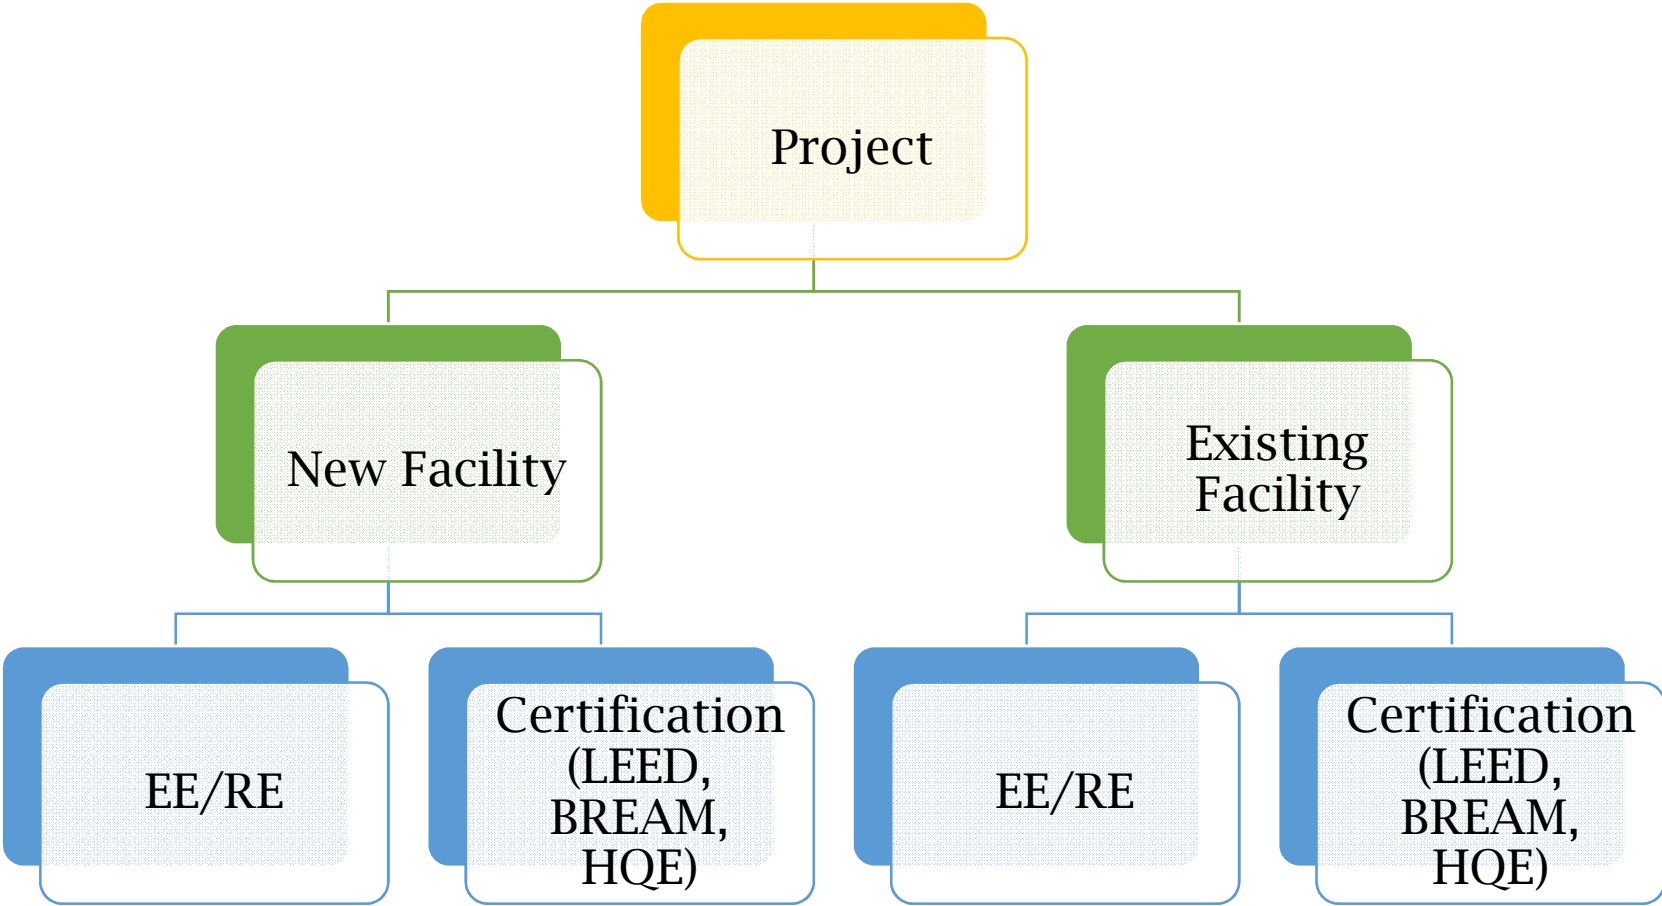 Project
New Facility
Existing
Facility
EE/RE
Certification
(LEED,
BREAM,
HQE)
EE/RE
Certification
(LEED,
BREAM,
HQE)